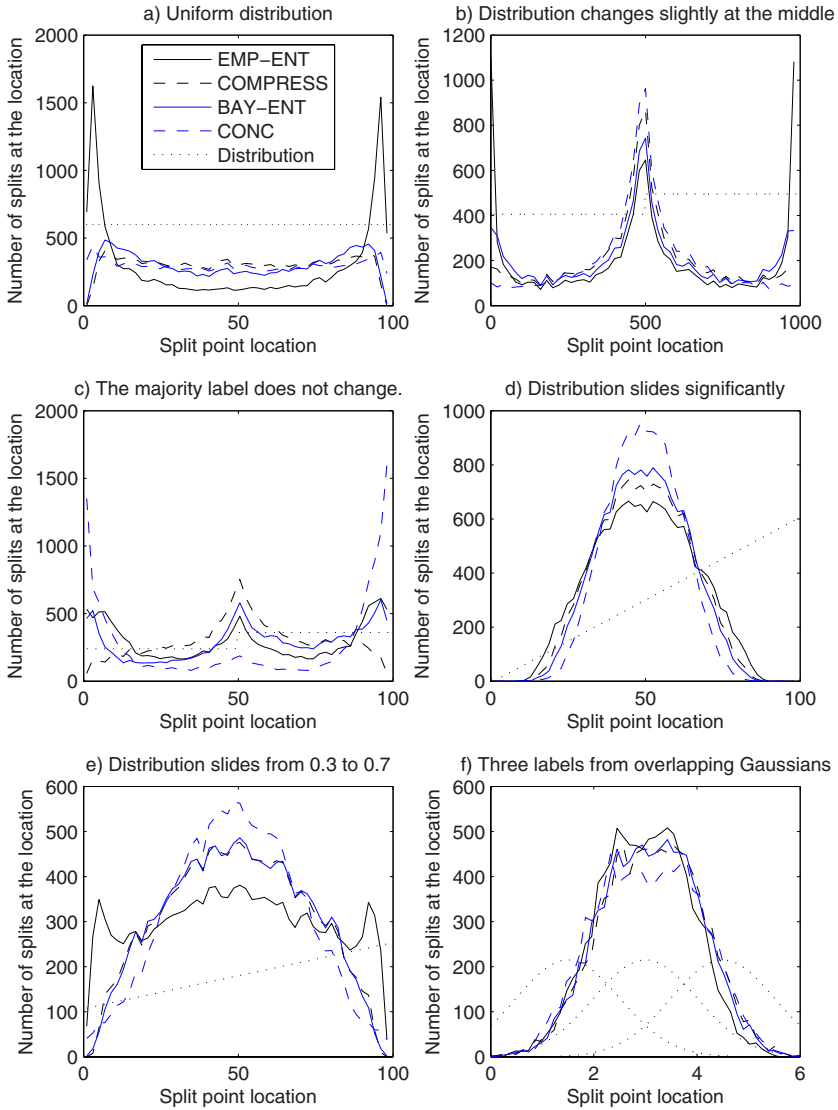 a) Uniform distribution
2000
1500
1000
500
0
Number of splits at the location
EMP-ENT
COMPRESS
BAY-ENT
CONC
Distribution
0 50 100
Split point location
b) Distribution changes slightly at the middle
1200
1000
800
600
400
200
0
Number of splits at the location
0 500 1000
Split point location
c) The majority label does not change.
2000
1500
1000
500
0
Number of splits at the location
0 50 100
Split point location
d) Distribution slides significantly
1000
800
600
400
200
0
Number of splits at the location
0 50 100
Split point location
e) Distribution slides from 0.3 to 0.7
600
500
400
300
200
100
0
Number of splits at the location
0 50 100
Split point location
f) Three labels from overlapping Gaussians
600
500
400
300
200
100
0
Number of splits at the location
0 2 4 6
Split point location